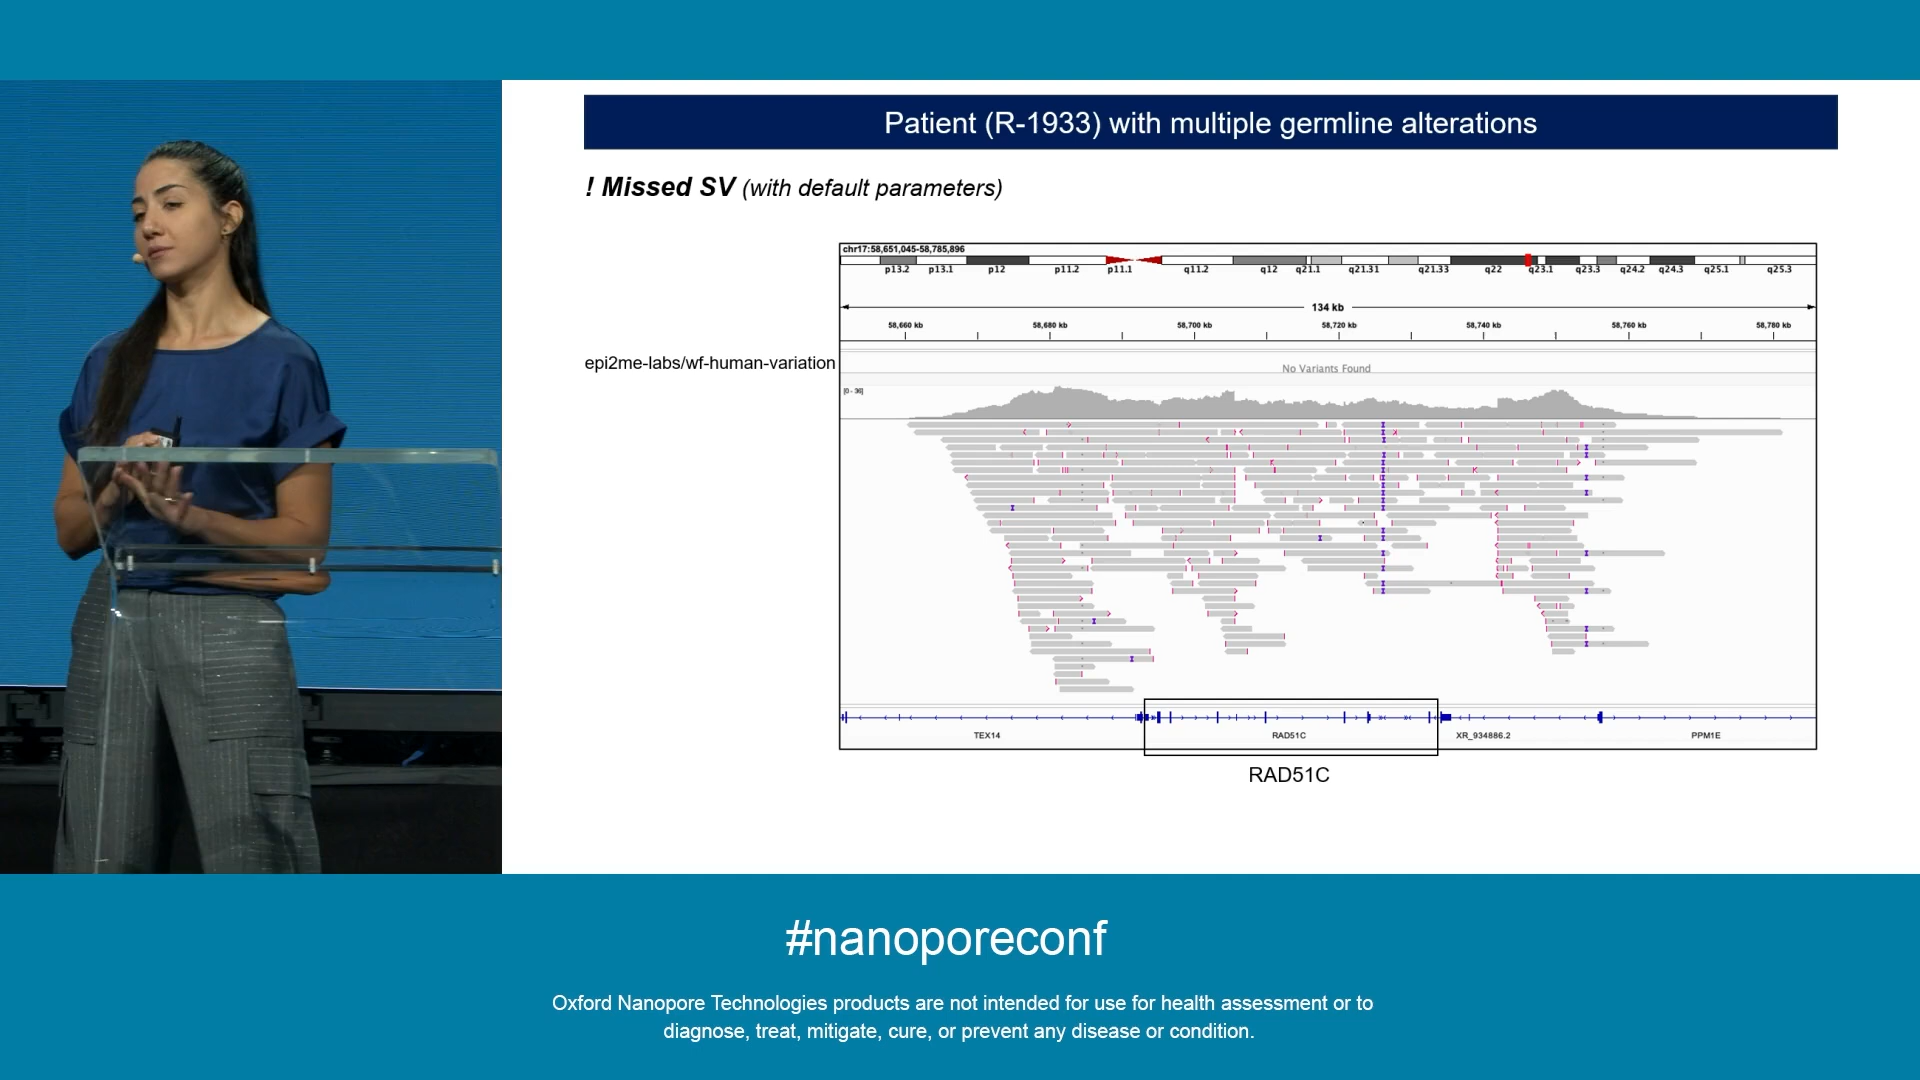 Patient (R-1933) with multiple germline alterations
! Missed SV (with default parameters)
chr17:58,651,045-58,785,896
p13.2 p13.1 p12 p11.2 p11.1 q11.2 q12 q21.1 q21.31 q21.33 q22 q23.1 q23.3 q24.2 q24.3 q25.1 q25.3
134 kb
58,660 kb 58,680 kb 58,700 kb 58,720 kb 58,740 kb 58,760 kb 58,780 kb
epi2me-labs/wf-human-variation
No Variants Found
[0 - 36]
TEX14 RAD51C XR_934886.2 PPM1E
RAD51C
#nanoporeconf
Oxford Nanopore Technologies products are not intended for use for health assessment or to
diagnose, treat, mitigate, cure, or prevent any disease or condition.